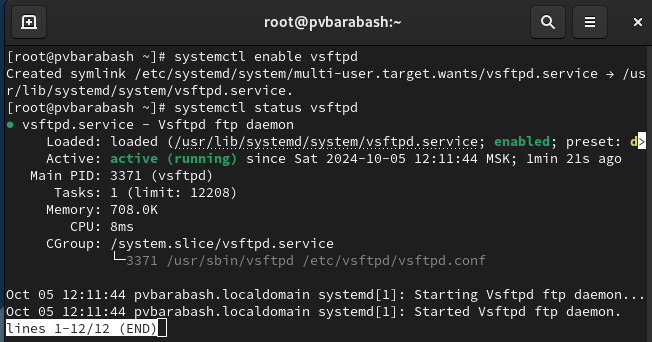 root@pvbarabash:~
[root@pvbarabash ~]# systemctl enable vsftpd
Created symlink /etc/systemd/system/multi-user.target.wants/vsftpd.service → /us
r/lib/systemd/system/vsftpd.service.
[root@pvbarabash ~]# systemctl status vsftpd
● vsftpd.service - Vsftpd ftp daemon
     Loaded: loaded (/usr/lib/systemd/system/vsftpd.service; enabled; preset: d>
     Active: active (running) since Sat 2024-10-05 12:11:44 MSK; 1min 21s ago
   Main PID: 3371 (vsftpd)
      Tasks: 1 (limit: 12208)
     Memory: 708.0K
        CPU: 8ms
     CGroup: /system.slice/vsftpd.service
             └─3371 /usr/sbin/vsftpd /etc/vsftpd/vsftpd.conf

Oct 05 12:11:44 pvbarabash.localdomain systemd[1]: Starting Vsftpd ftp daemon...
Oct 05 12:11:44 pvbarabash.localdomain systemd[1]: Started Vsftpd ftp daemon.
lines 1-12/12 (END)